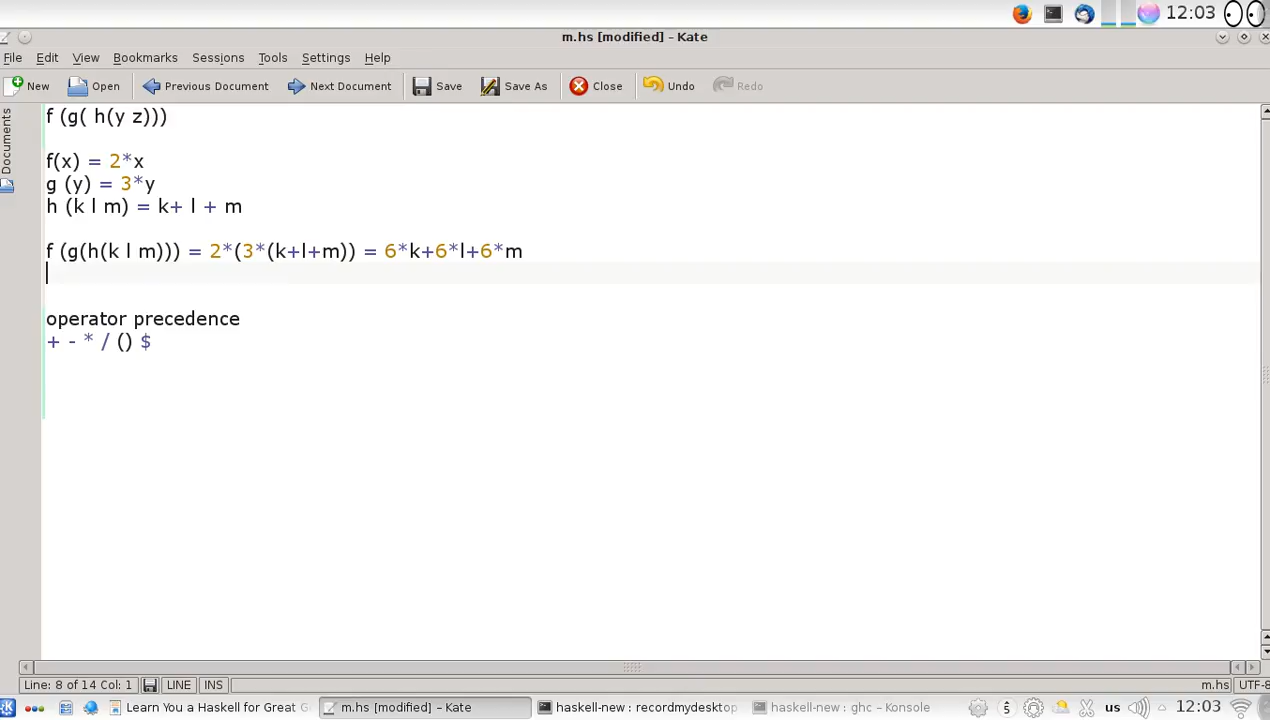 12:03
m.hs [modified] - Kate
File Edit View Bookmarks Sessions Tools Settings Help
New Open Previous Document Next Document Save Save As Close Undo Redo
Documents
f (g( h(y z)))
f(x) = 2*x
g (y) = 3*y
h (k l m) = k+ l + m
f (g(h(k l m))) = 2*(3*(k+l+m)) = 6*k+6*l+6*m
operator precedence
+ - * / () $
Line: 8 of 14 Col: 1 LINE INS m.hs UTF-8
Learn You a Haskell for Great G m.hs [modified] - Kate haskell-new : recordmydeskto haskell-new : ghc – Konsole us 12:03